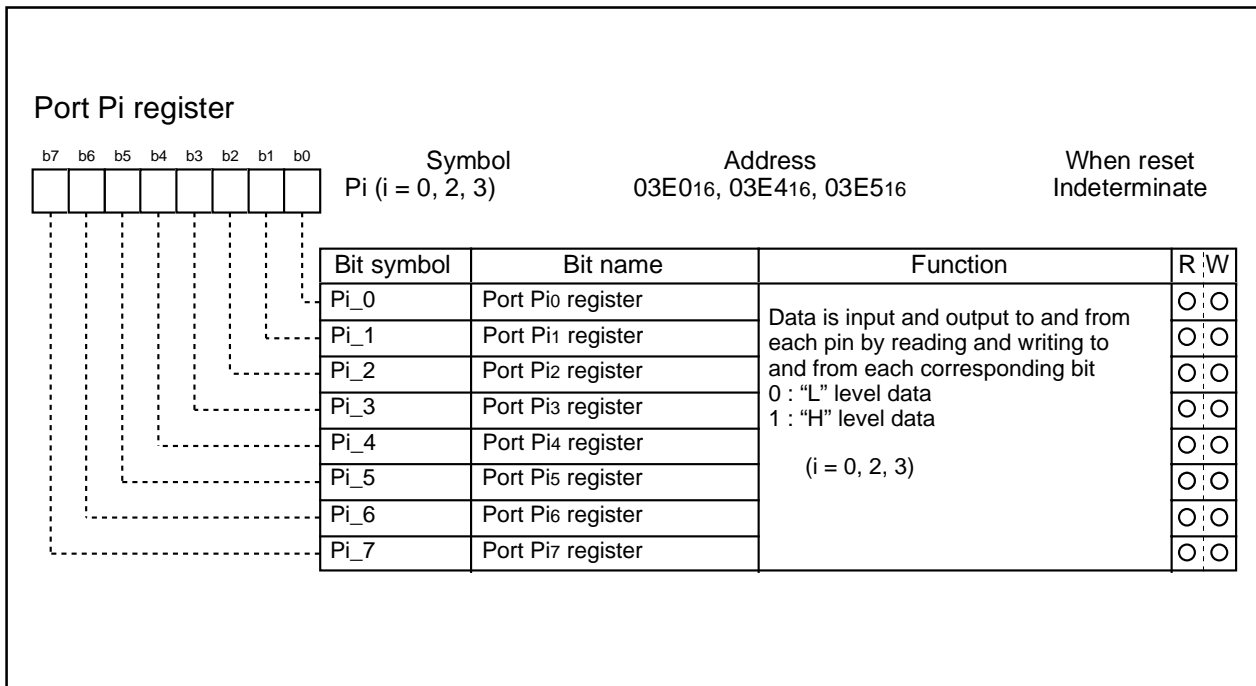 Port Pi register
b7 b6 b5 b4 b3 b2 b1 b0
Symbol Address When reset
Pi (i = 0, 2, 3) 03E016, 03E416, 03E516 Indeterminate
Bit symbol Bit name Function R W
Pi_0 Port Pi0 register
Pi_1 Port Pi1 register
Pi_2 Port Pi2 register
Pi_3 Port Pi3 register
Pi_4 Port Pi4 register
Pi_5 Port Pi5 register
Pi_6 Port Pi6 register
Pi_7 Port Pi7 register
Data is input and output to and from
each pin by reading and writing to
and from each corresponding bit
0 : “L” level data
1 : “H” level data
(i = 0, 2, 3)